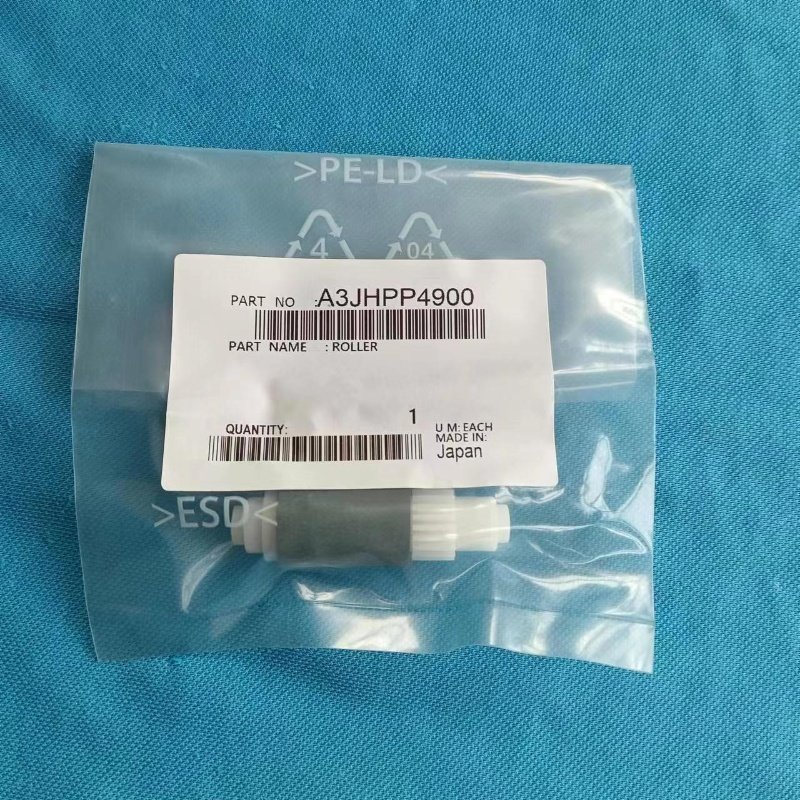 >PE-LD<
4
04
PART NO :A3JHPP4900
PART NAME : ROLLER
QUANTITY: 1
U M: EACH
MADE IN:
Japan
>ESD<